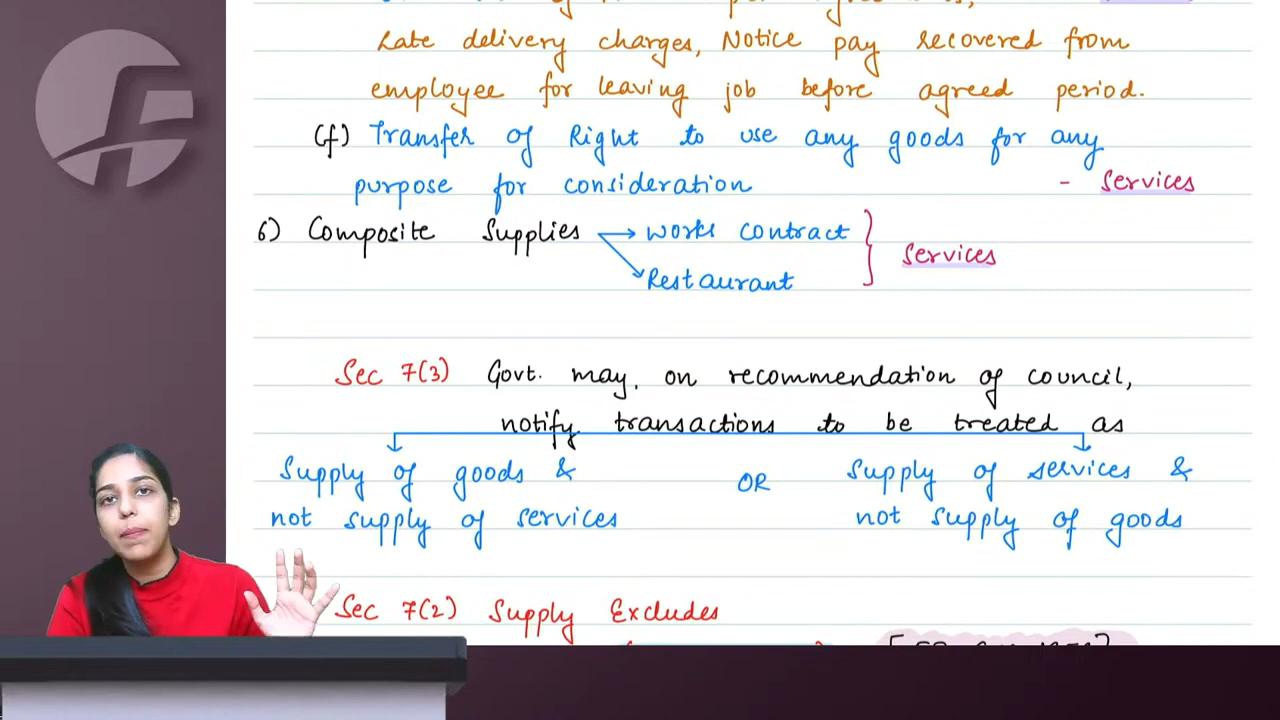 Late delivery charges, Notice pay recovered from
employee for leaving job before agreed period.
(f) Transfer of Right to use any goods for any
purpose for consideration - Services
6) Composite Supplies → works contract
→ Restaurant
} Services
Sec 7(3) Govt. may, on recommendation of council,
notify transactions to be treated as
Supply of goods & OR Supply of services &
not supply of services not supply of goods
Sec 7(2) Supply Excludes